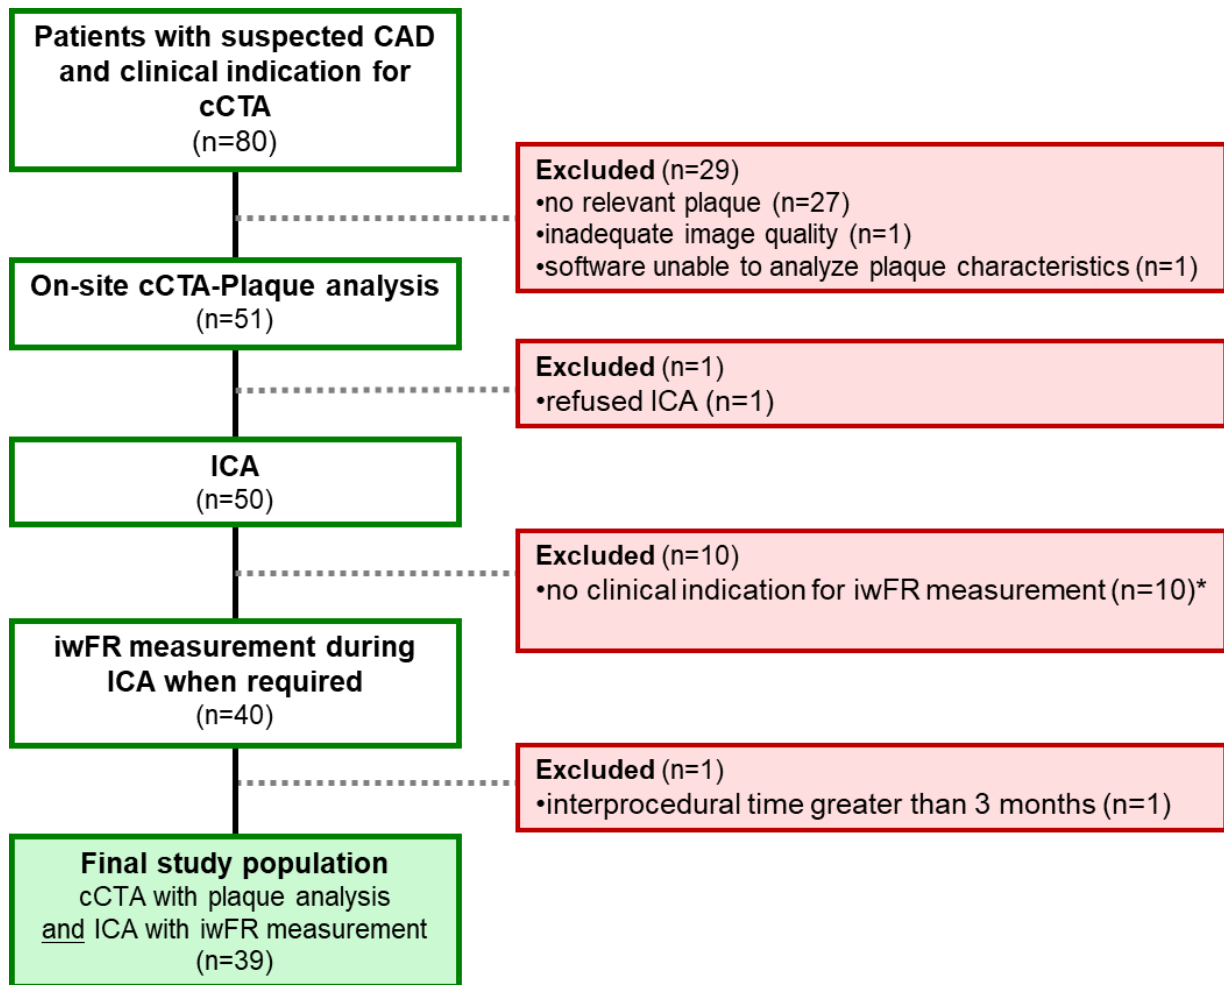 Patients with suspected CAD
and clinical indication for
cCTA
(n=80)
Excluded (n=29)
•no relevant plaque (n=27)
•inadequate image quality (n=1)
•software unable to analyze plaque characteristics (n=1)
On-site cCTA-Plaque analysis
(n=51)
Excluded (n=1)
•refused ICA (n=1)
ICA
(n=50)
Excluded (n=10)
•no clinical indication for iwFR measurement (n=10)*
iwFR measurement during
ICA when required
(n=40)
Excluded (n=1)
•interprocedural time greater than 3 months (n=1)
Final study population
cCTA with plaque analysis
and ICA with iwFR measurement
(n=39)